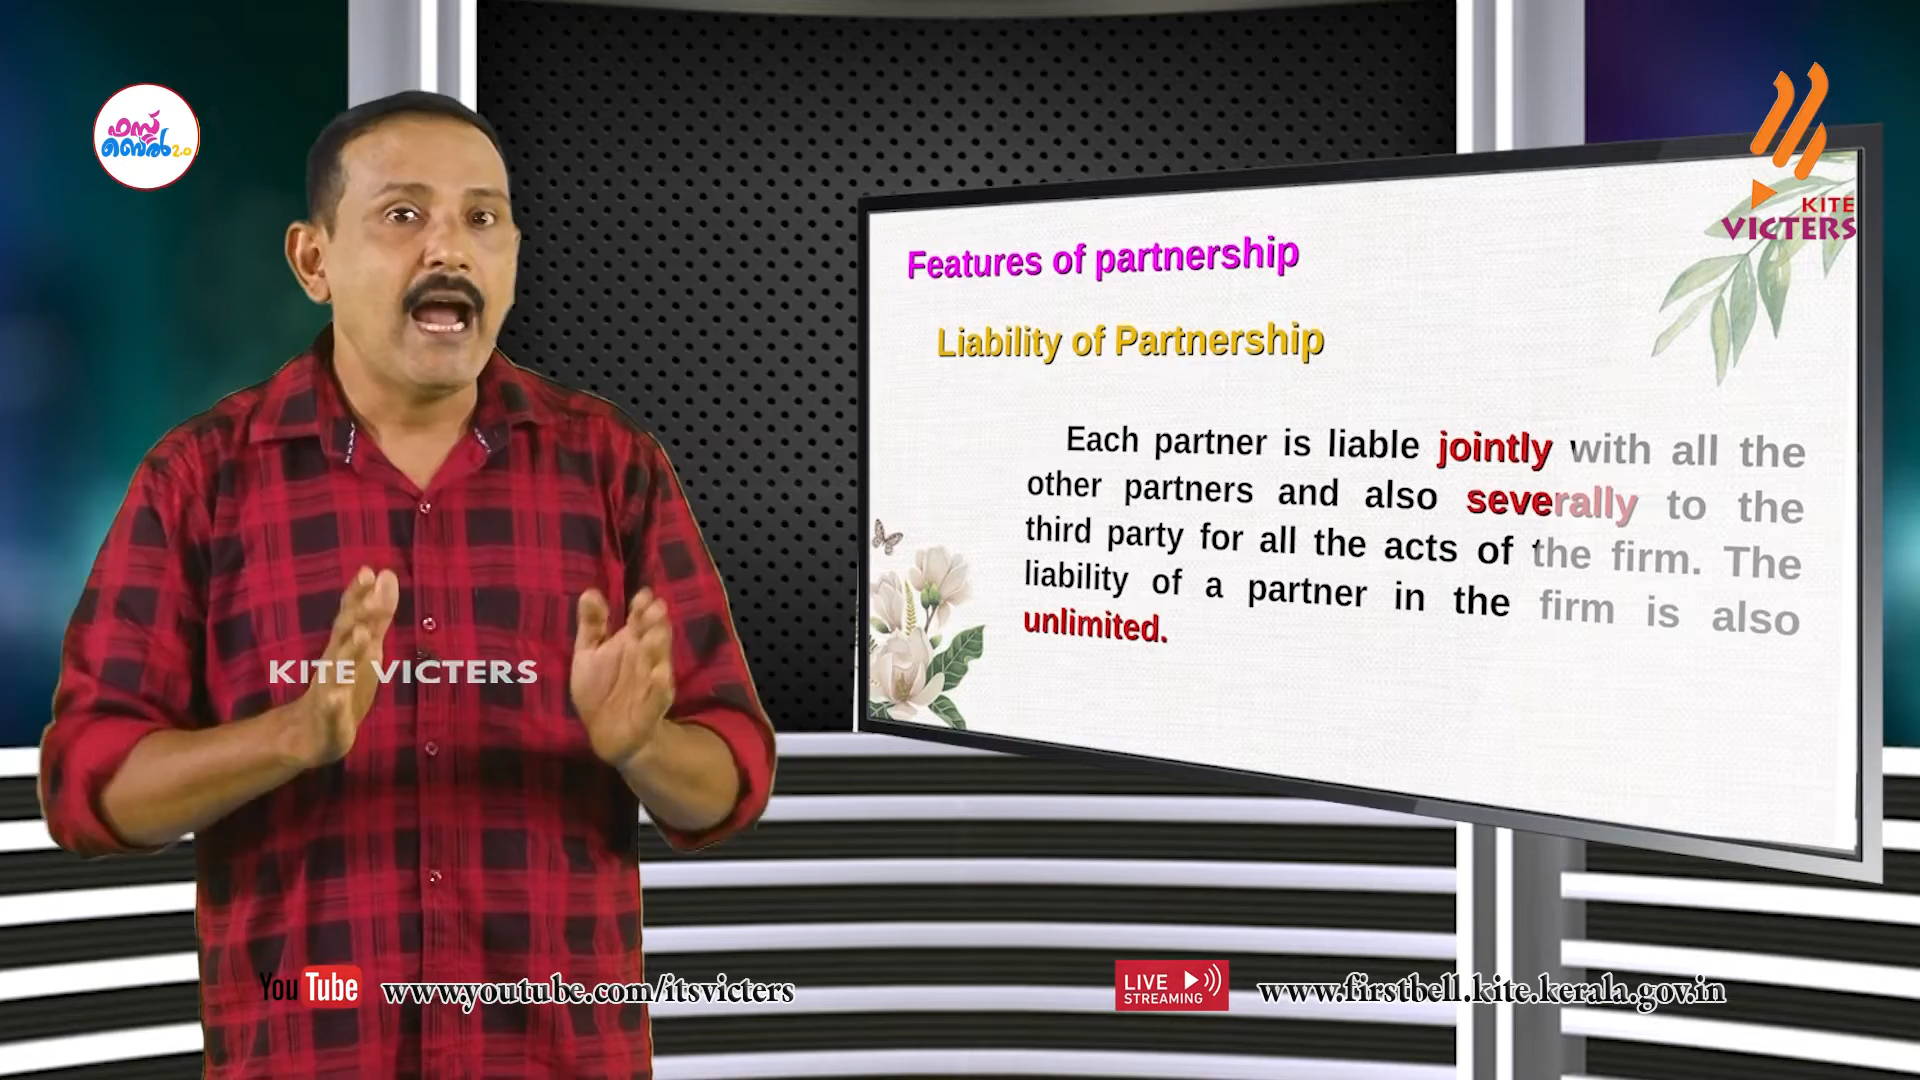 ഫസ്റ്റ്
ബെൽ 2.0
KITE
VICTERS
Features of partnership
Liability of Partnership
Each partner is liable jointly with all the
other partners and also severally to the
third party for all the acts of the firm. The
liability of a partner in the firm is also
unlimited.
KITE VICTERS
YouTube www.youtube.com/itsvicters
LIVE
STREAMING
www.firstbell.kite.kerala.gov.in